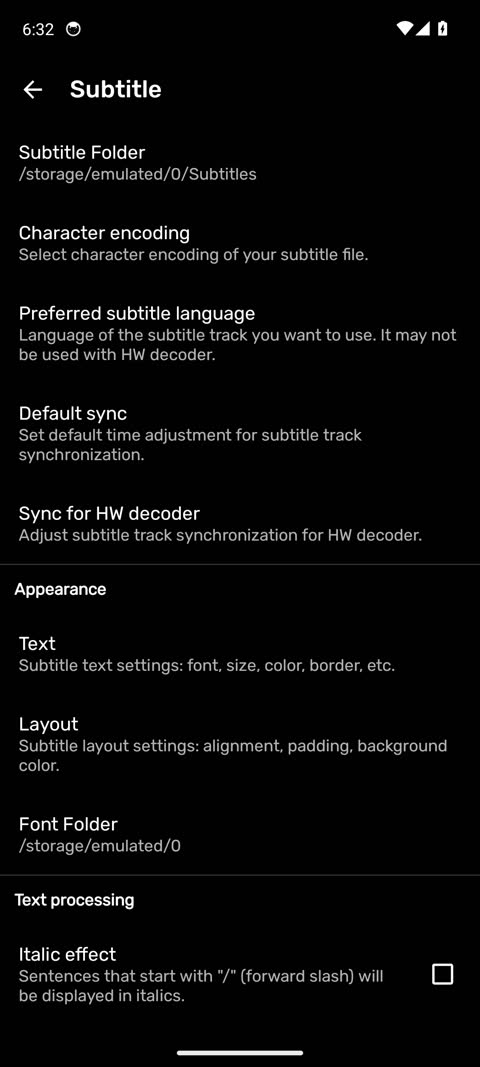 6:32
Subtitle
Subtitle Folder
/storage/emulated/0/Subtitles
Character encoding
Select character encoding of your subtitle file.
Preferred subtitle language
Language of the subtitle track you want to use. It may not
be used with HW decoder.
Default sync
Set default time adjustment for subtitle track
synchronization.
Sync for HW decoder
Adjust subtitle track synchronization for HW decoder.
Appearance
Text
Subtitle text settings: font, size, color, border, etc.
Layout
Subtitle layout settings: alignment, padding, background
color.
Font Folder
/storage/emulated/0
Text processing
Italic effect
Sentences that start with "/" (forward slash) will
be displayed in italics.